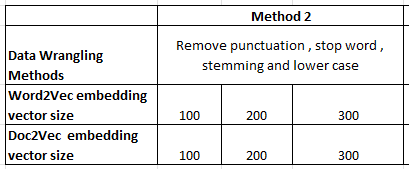 Method 2
Data Wrangling
Methods
Remove punctuation , stop word ,
stemming and lower case
Word2Vec embedding
vector size
100 200 300
Doc2Vec embedding
vector size
100 200 300